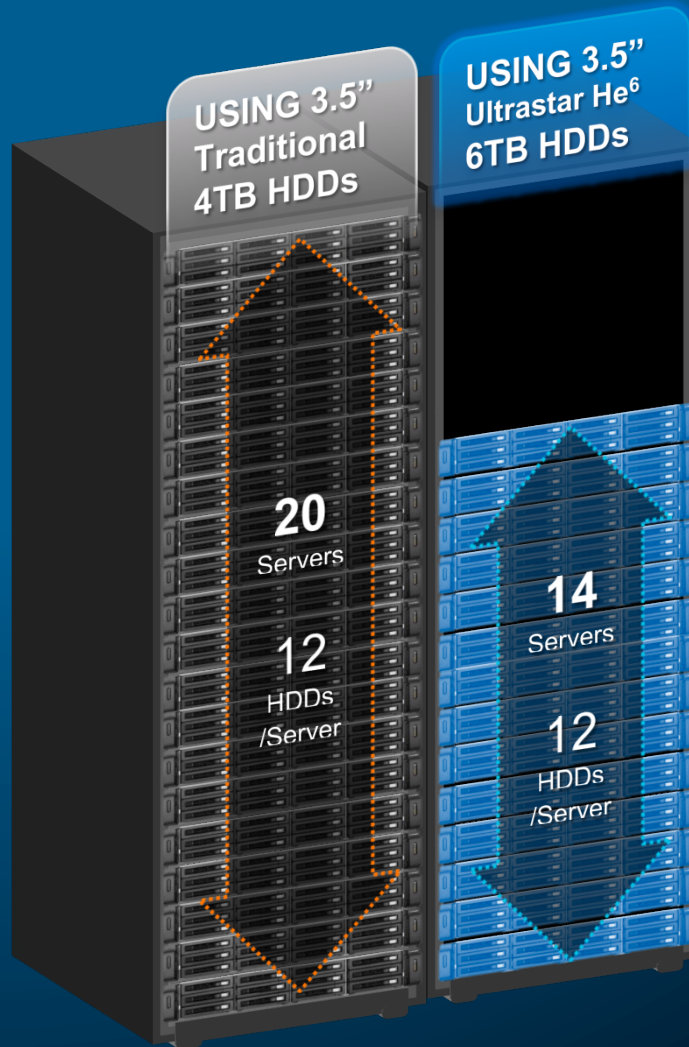 USING 3.5”
Traditional
4TB HDDs
20
Servers
12
HDDs
/Server
USING 3.5”
Ultrastar He⁶
6TB HDDs
14
Servers
12
HDDs
/Server